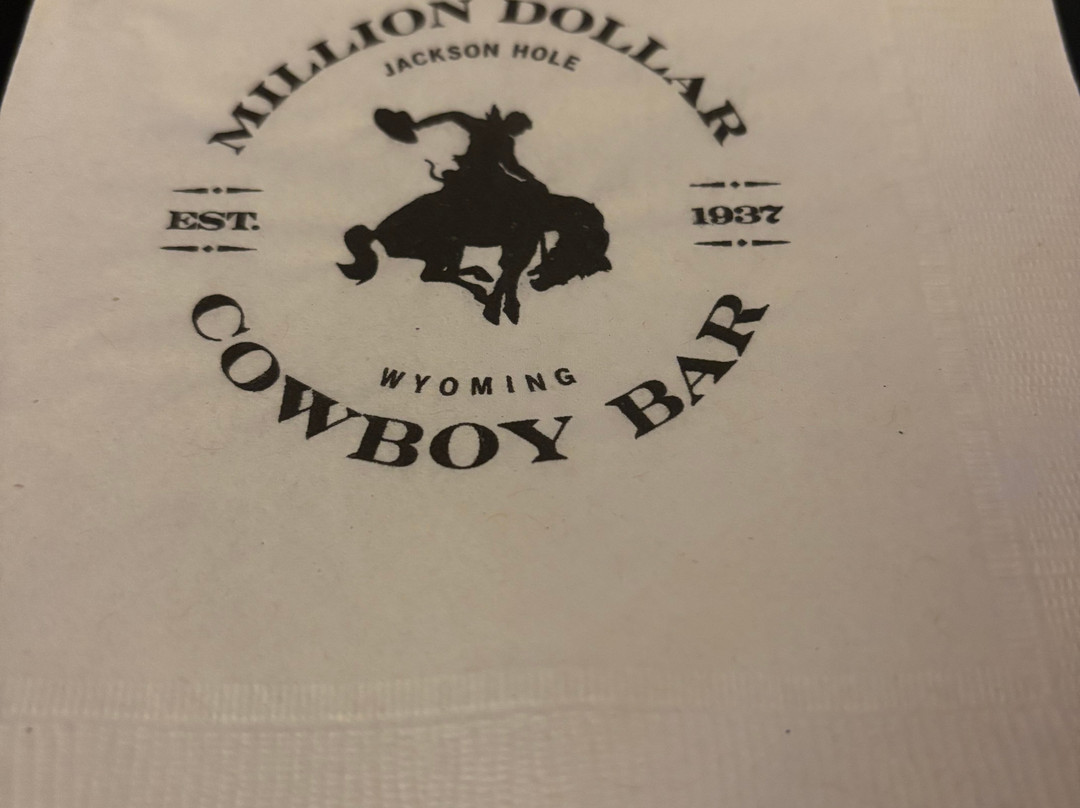 MILLION DOLLAR
JACKSON HOLE
EST.
1937
WYOMING
COWBOY BAR